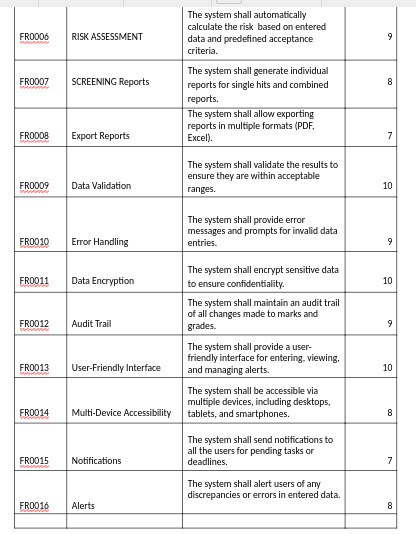 The system shall automatically
calculate the risk  based on entered
data and predefined acceptance
criteria.
FR0006 RISK ASSESSMENT 9
The system shall generate individual
FR0007 SCREENING Reports reports for single hits and combined 8
reports.
The system shall allow exporting
reports in multiple formats (PDF,
FR0008 Export Reports Excel). 7
The system shall validate the results to
ensure they are within acceptable
FR0009 Data Validation ranges. 10
The system shall provide error
messages and prompts for invalid data
FR0010 Error Handling entries. 9
The system shall encrypt sensitive data
FR0011 Data Encryption to ensure confidentiality. 10
The system shall maintain an audit trail
of all changes made to marks and
FR0012 Audit Trail grades. 9
The system shall provide a user-
friendly interface for entering, viewing,
FR0013 User-Friendly Interface and managing alerts. 10
The system shall be accessible via
multiple devices, including desktops,
FR0014 Multi-Device Accessibility tablets, and smartphones. 8
The system shall send notifications to
all the users for pending tasks or
FR0015 Notifications deadlines. 7
The system shall alert users of any
discrepancies or errors in entered data.
FR0016 Alerts 8